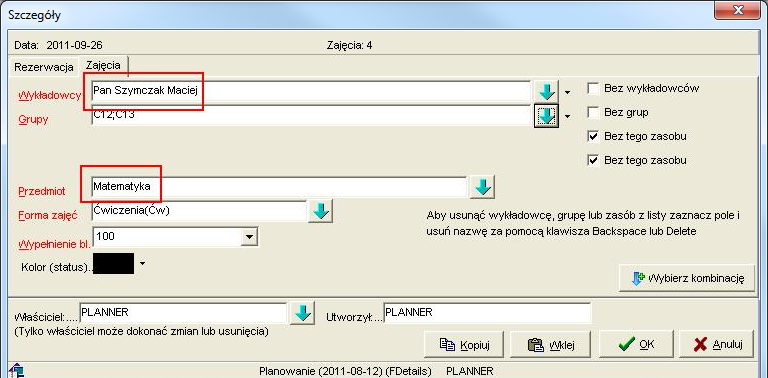 Szczegóły
Data: 2011-09-26 Zajęcia: 4
Rezerwacja Zajęcia
Wykładowcy Pan Szymczak Maciej Bez wykładowców
Grupy C12;C13 Bez grup
Bez tego zasobu
Bez tego zasobu
Przedmiot Matematyka
Forma zajęć Ćwiczenia(Ćw)
Aby usunąć wykładowcę, grupę lub zasób z listy zaznacz pole i
usuń nazwę za pomocą klawisza Backspace lub Delete
Wypełnienie bl. 100
Kolor (status)..
Wybierz kombinację
Właściciel:.... PLANNER Utworzył:... PLANNER
(Tylko właściciel może dokonać zmian lub usunięcia)
Kopiuj Wklej OK Anuluj
Planowanie (2011-08-12) (FDetails) PLANNER